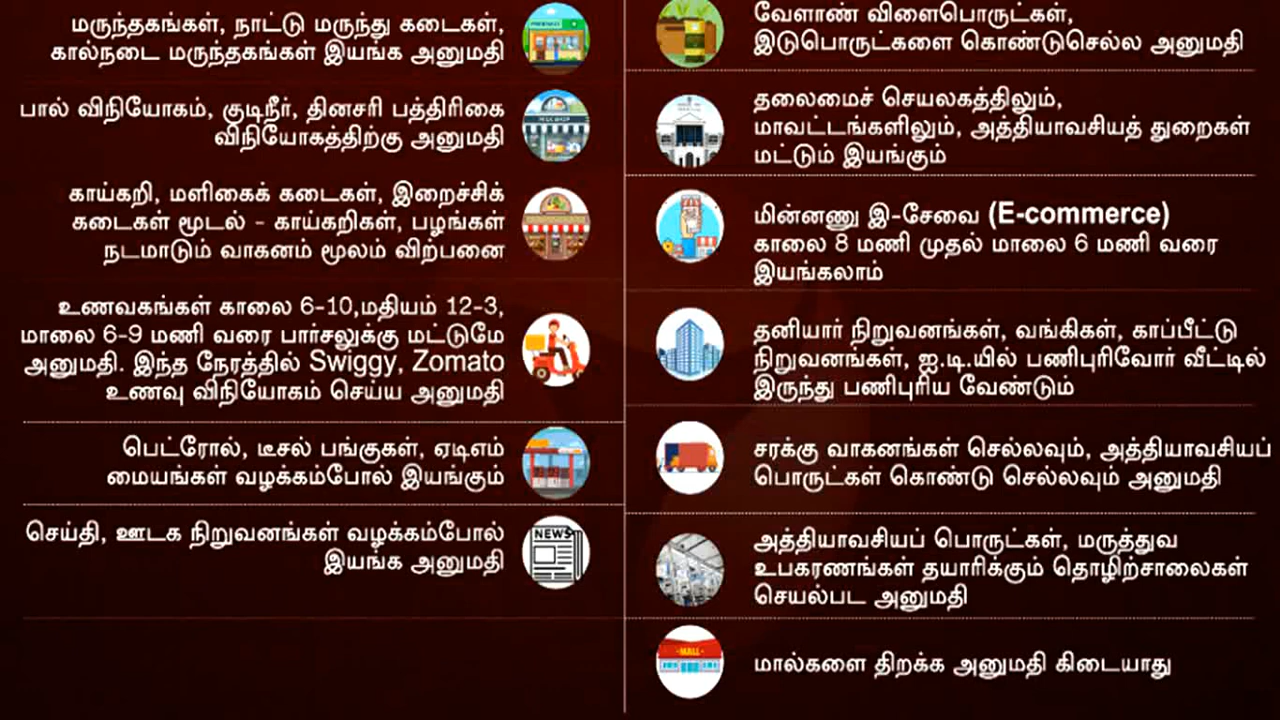 மருந்தகங்கள், நாட்டு மருந்து கடைகள்,
கால்நடை மருந்தகங்கள் இயங்க அனுமதி
பால் விநியோகம், குடிநீர், தினசரி பத்திரிகை
விநியோகத்திற்கு அனுமதி
MILK SHOP
காய்கறி, மளிகைக் கடைகள், இறைச்சிக்
கடைகள் மூடல் - காய்கறிகள், பழங்கள்
நடமாடும் வாகனம் மூலம் விற்பனை
உணவகங்கள் காலை 6-10,மதியம் 12-3,
மாலை 6-9 மணி வரை பார்சலுக்கு மட்டுமே
அனுமதி. இந்த நேரத்தில் Swiggy, Zomato
உணவு விநியோகம் செய்ய அனுமதி
பெட்ரோல், டீசல் பங்குகள், ஏடிஎம்
மையங்கள் வழக்கம்போல் இயங்கும்
செய்தி, ஊடக நிறுவனங்கள் வழக்கம்போல்
இயங்க அனுமதி
NEWS
வேளாண் விளைபொருட்கள்,
இடுபொருட்களை கொண்டுசெல்ல அனுமதி
தலைமைச் செயலகத்திலும்,
மாவட்டங்களிலும், அத்தியாவசியத் துறைகள்
மட்டும் இயங்கும்
மின்னணு இ-சேவை (E-commerce)
காலை 8 மணி முதல் மாலை 6 மணி வரை
இயங்கலாம்
தனியார் நிறுவனங்கள், வங்கிகள், காப்பீட்டு
நிறுவனங்கள், ஐ.டி.யில் பணிபுரிவோர் வீட்டில்
இருந்து பணிபுரிய வேண்டும்
சரக்கு வாகனங்கள் செல்லவும், அத்தியாவசியப்
பொருட்கள் கொண்டு செல்லவும் அனுமதி
அத்தியாவசியப் பொருட்கள், மருத்துவ
உபகரணங்கள் தயாரிக்கும் தொழிற்சாலைகள்
செயல்பட அனுமதி
MALL
மால்களை திறக்க அனுமதி கிடையாது